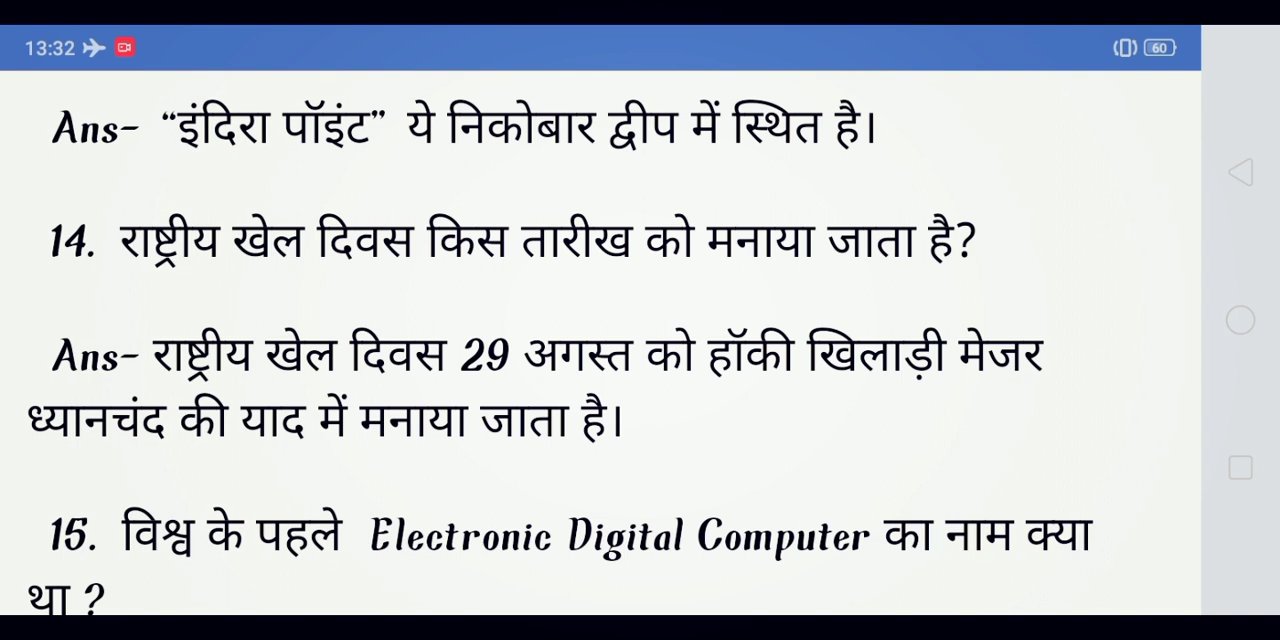 13:32
60
Ans- “इंदिरा पॉइंट” ये निकोबार द्वीप में स्थित है।
14. राष्ट्रीय खेल दिवस किस तारीख को मनाया जाता है?
Ans- राष्ट्रीय खेल दिवस 29 अगस्त को हॉकी खिलाड़ी मेजर
ध्यानचंद की याद में मनाया जाता है।
15. विश्व के पहले Electronic Digital Computer का नाम क्या
था ?